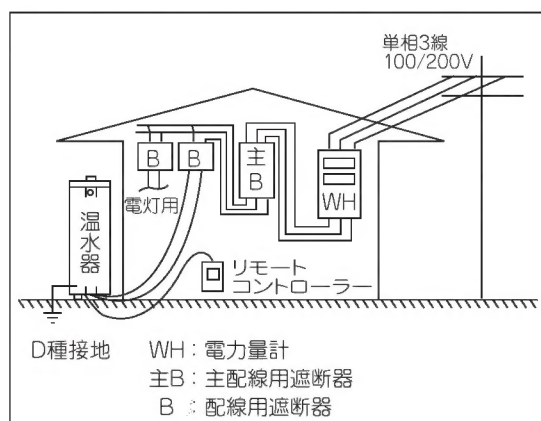 単相3線
100/200V
B
B
主
B
WH
電灯用
温水器
リモート
コントローラー
D種接地
WH：電力量計
主B：主配線用遮断器
B：配線用遮断器